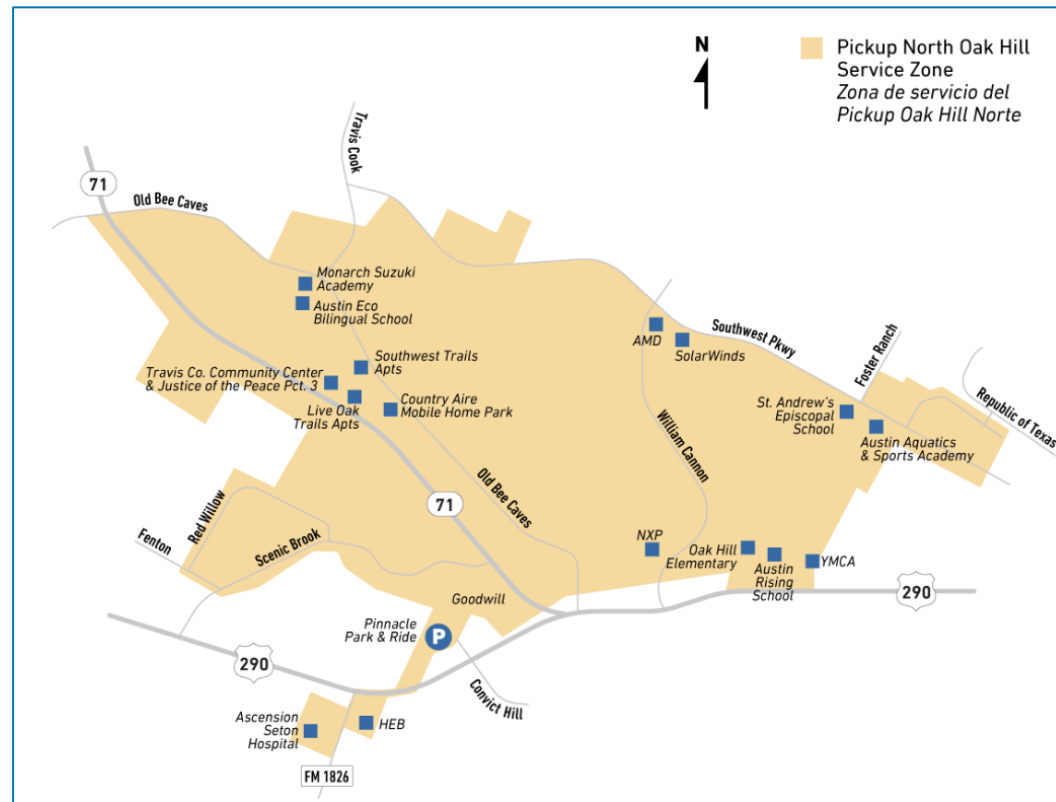 N
Pickup North Oak Hill
Service Zone
Zona de servicio del
Pickup Oak Hill Norte
Travis Cook
71
Old Bee Caves
Monarch Suzuki
Academy
Austin Eco
Bilingual School
Southwest Pkwy
AMD
SolarWinds
Foster Ranch
Republic of Texas
Southwest Trails
Apts
Travis Co. Community Center
& Justice of the Peace Pct. 3
Live Oak
Trails Apts
Country Aire
Mobile Home Park
St. Andrew's
Episcopal
School
Austin Aquatics
& Sports Academy
William Cannon
Old Bee Caves
71
Red Willow
Fenton
Scenic Brook
NXP
Oak Hill
Elementary
Austin
Rising
School
YMCA
290
Goodwill
Pinnacle
Park & Ride
P
290
Convict Hill
Ascension
Seton
Hospital
HEB
FM 1826